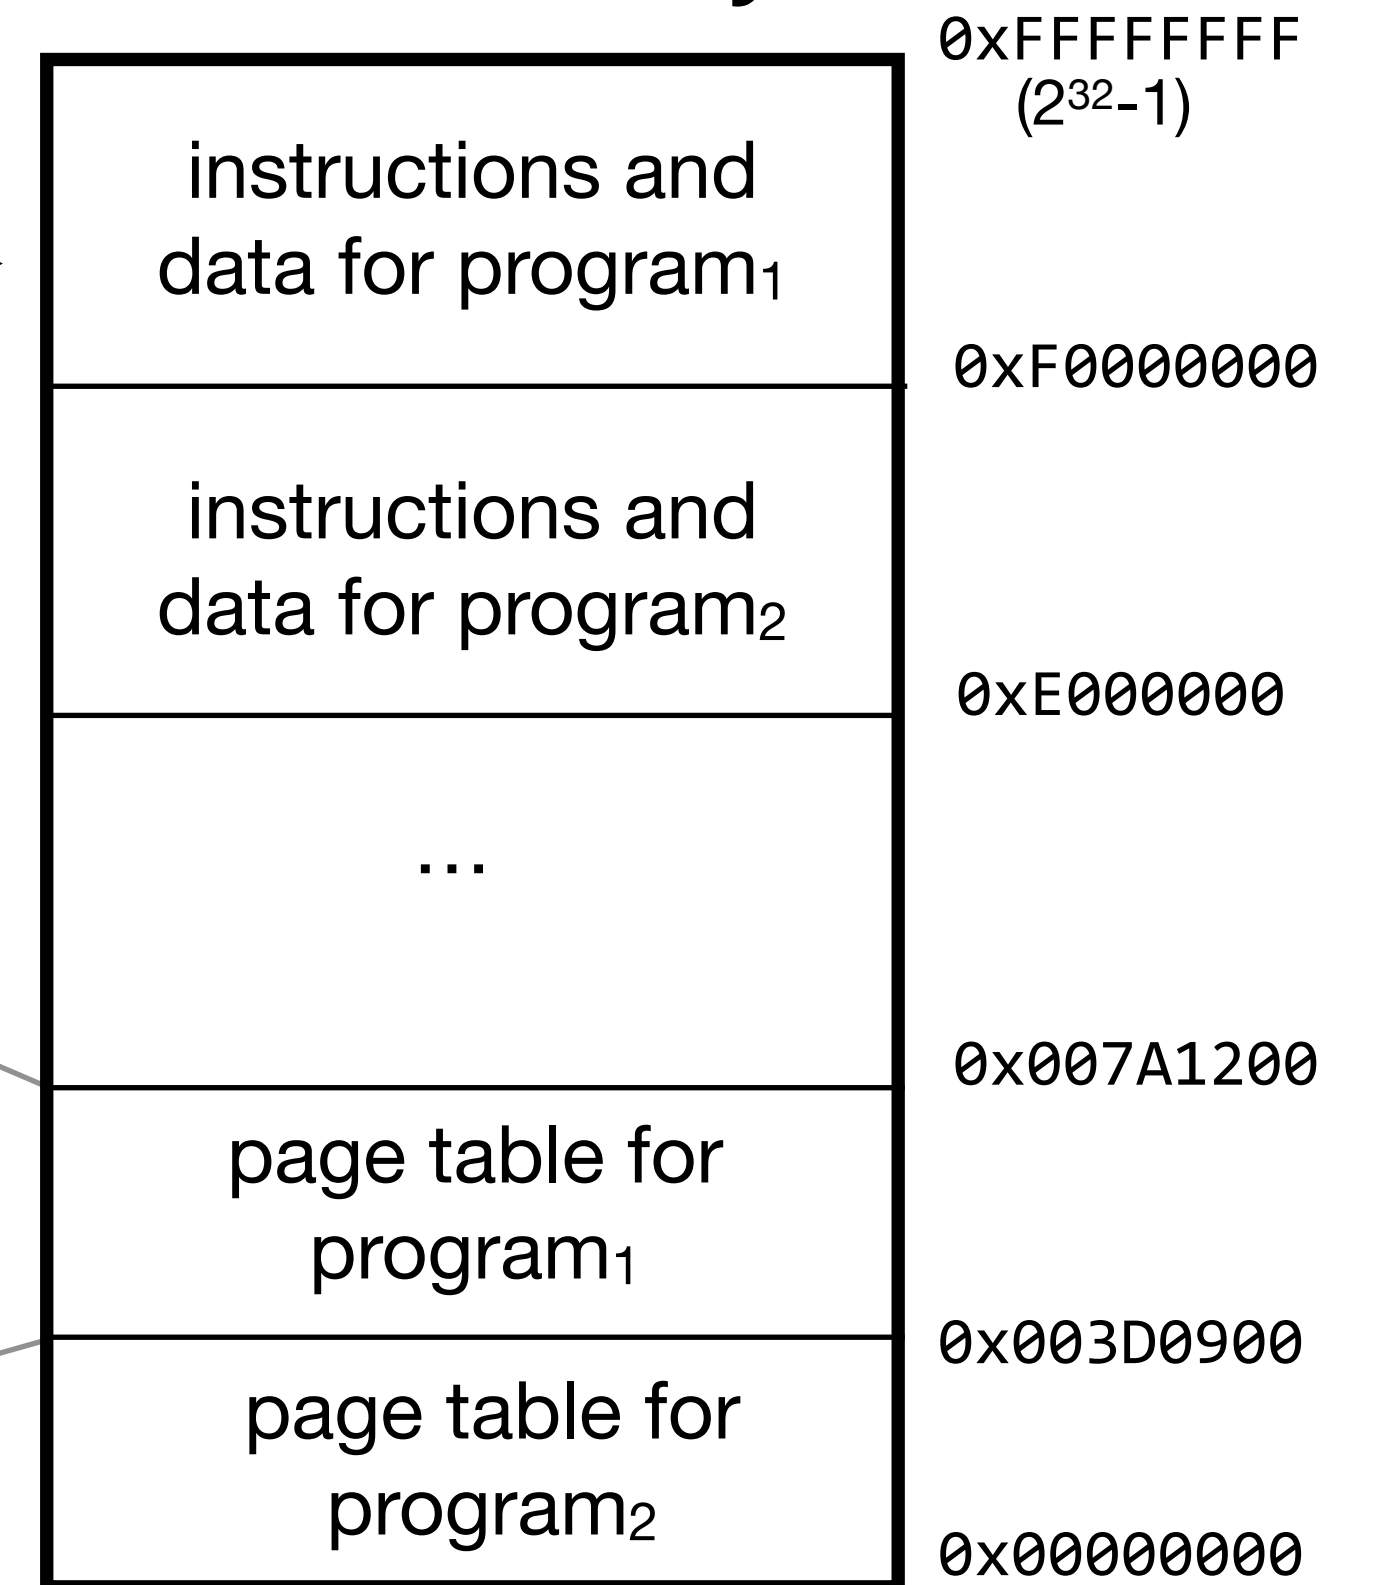 0xFFFFFFFF
(2³²-1)
instructions and
data for program₁
0xF0000000
instructions and
data for program₂
0xE000000
...
0x007A1200
page table for
program₁
0x003D0900
page table for
program₂
0x00000000